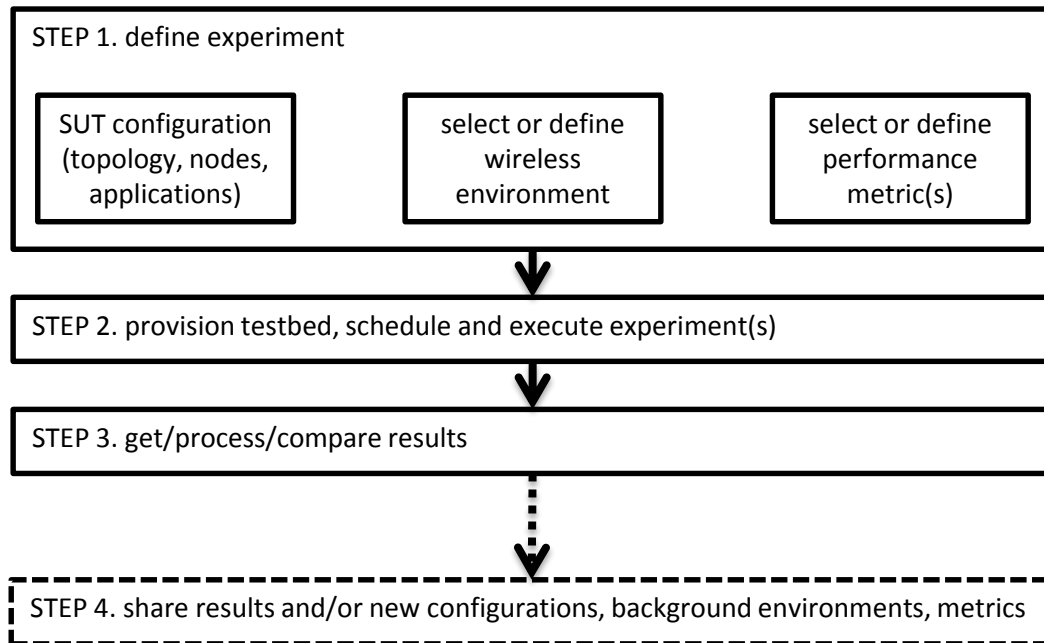 STEP 1. define experiment
SUT configuration
(topology, nodes,
applications)
select or define
wireless
environment
select or define
performance
metric(s)
STEP 2. provision testbed, schedule and execute experiment(s)
STEP 3. get/process/compare results
STEP 4. share results and/or new configurations, background environments, metrics